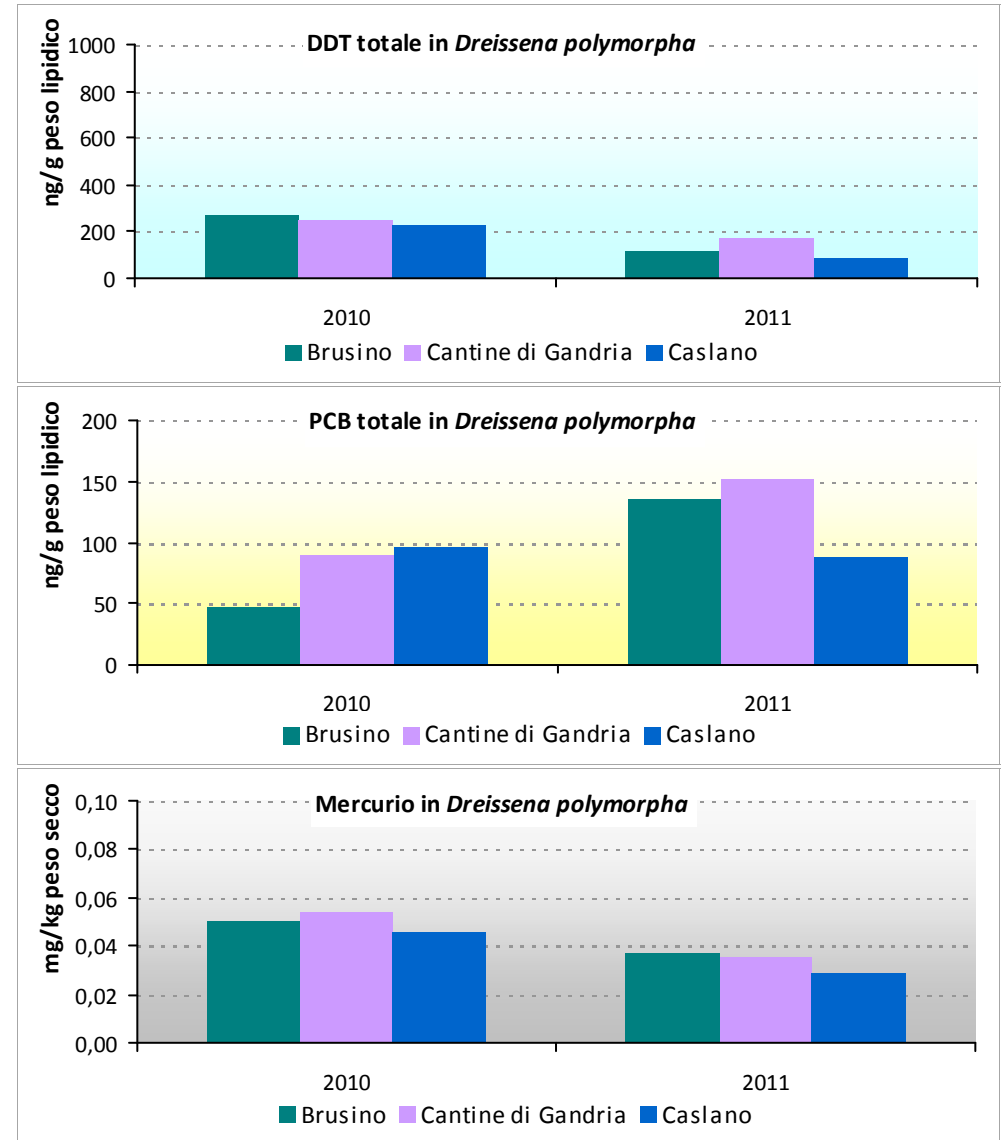 DDT totale in Dreissena polymorpha
ng/g peso lipidico
1000
800
600
400
200
0
2010 2011
Brusino Cantine di Gandria Caslano
PCB totale in Dreissena polymorpha
ng/g peso lipidico
200
150
100
50
0
2010 2011
Brusino Cantine di Gandria Caslano
Mercurio in Dreissena polymorpha
mg/kg peso secco
0,10
0,08
0,06
0,04
0,02
0,00
2010 2011
Brusino Cantine di Gandria Caslano